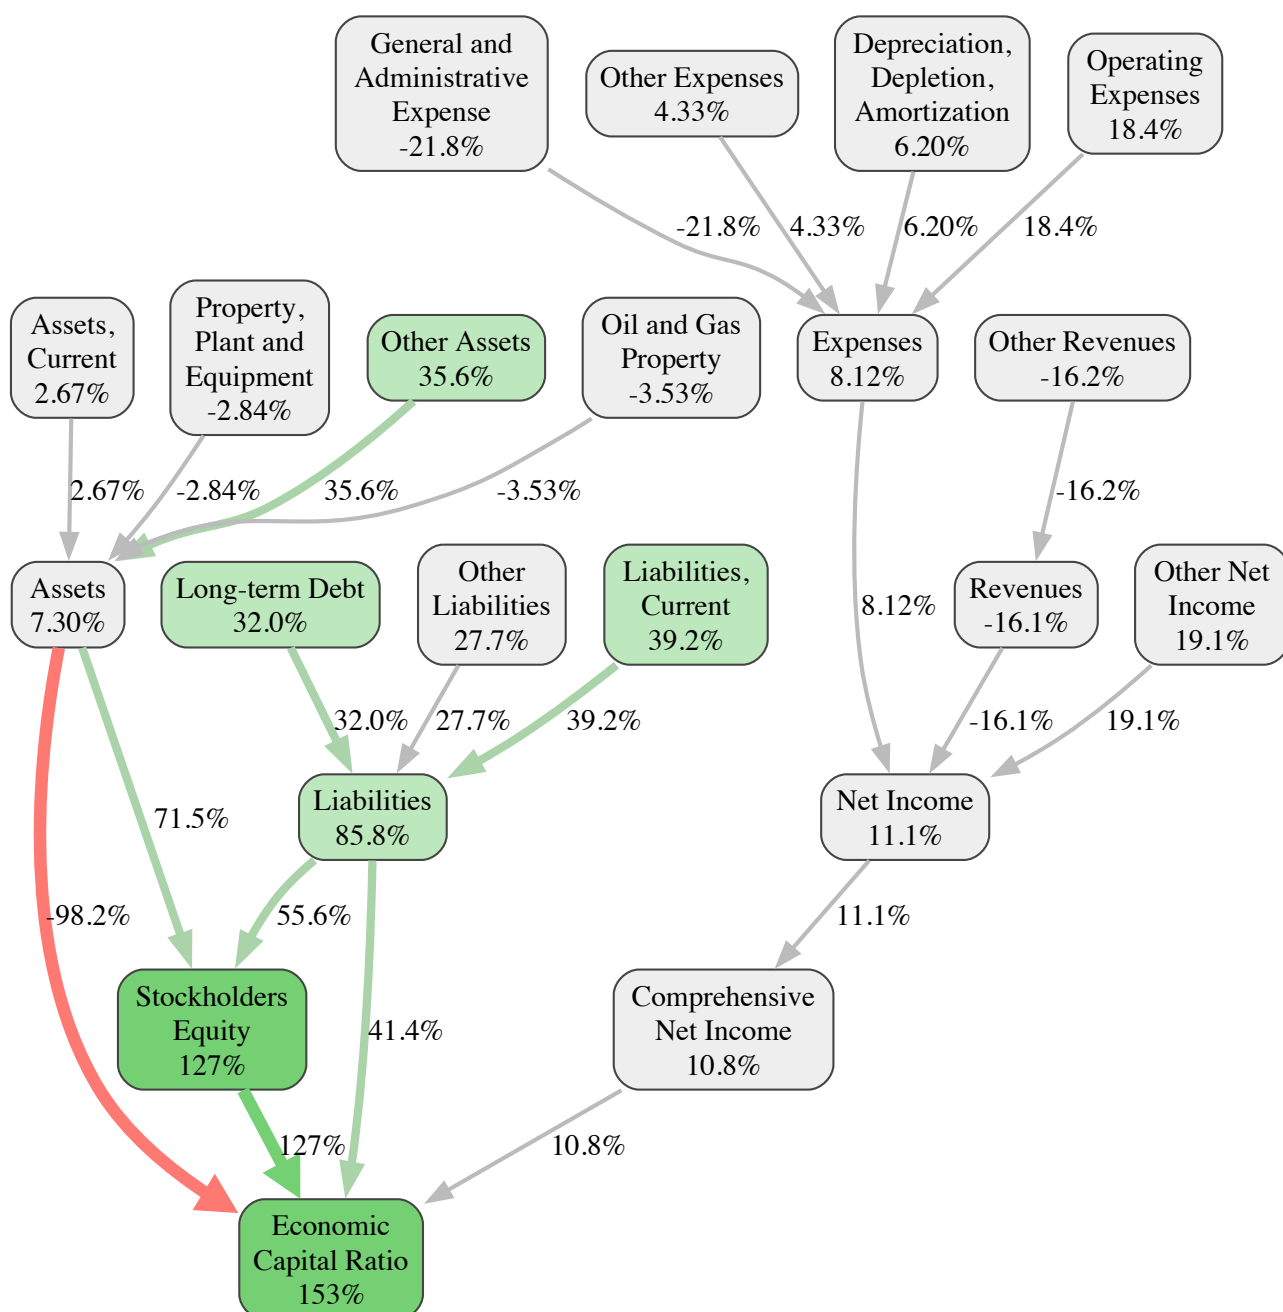 General and
Administrative
Expense
-21.8%
Other Expenses
4.33%
Depreciation,
Depletion,
Amortization
6.20%
Operating
Expenses
18.4%
-21.8%
4.33%
6.20%
18.4%
Assets,
Current
2.67%
Property,
Plant and
Equipment
-2.84%
Other Assets
35.6%
Oil and Gas
Property
-3.53%
Expenses
8.12%
Other Revenues
-16.2%
2.67%
-2.84%
35.6%
-3.53%
-16.2%
Assets
7.30%
Long-term Debt
32.0%
Other
Liabilities
27.7%
Liabilities,
Current
39.2%
8.12%
Revenues
-16.1%
Other Net
Income
19.1%
32.0%
27.7%
39.2%
-16.1%
19.1%
71.5%
Liabilities
85.8%
Net Income
11.1%
-98.2%
55.6%
11.1%
Stockholders
Equity
127%
41.4%
Comprehensive
Net Income
10.8%
127%
10.8%
Economic
Capital Ratio
153%